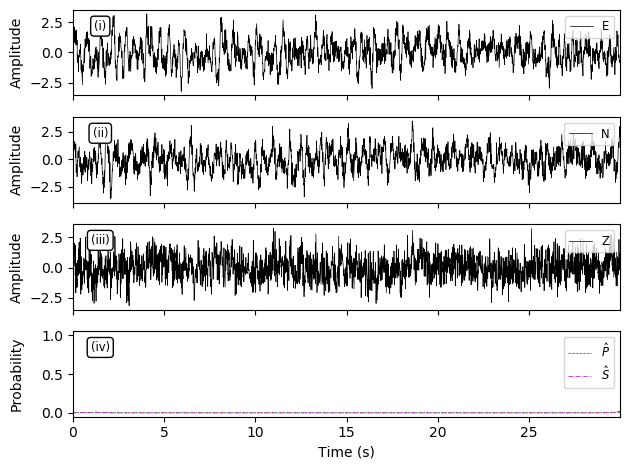 Amplitude
2.5
0.0
−2.5
(i)
E
Amplitude
2.5
0.0
−2.5
(ii)
N
Amplitude
2.5
0.0
−2.5
(iii)
Z
Probability
1.0
0.5
0.0
(iv)
P̂
Ŝ
0 5 10 15 20 25
Time (s)